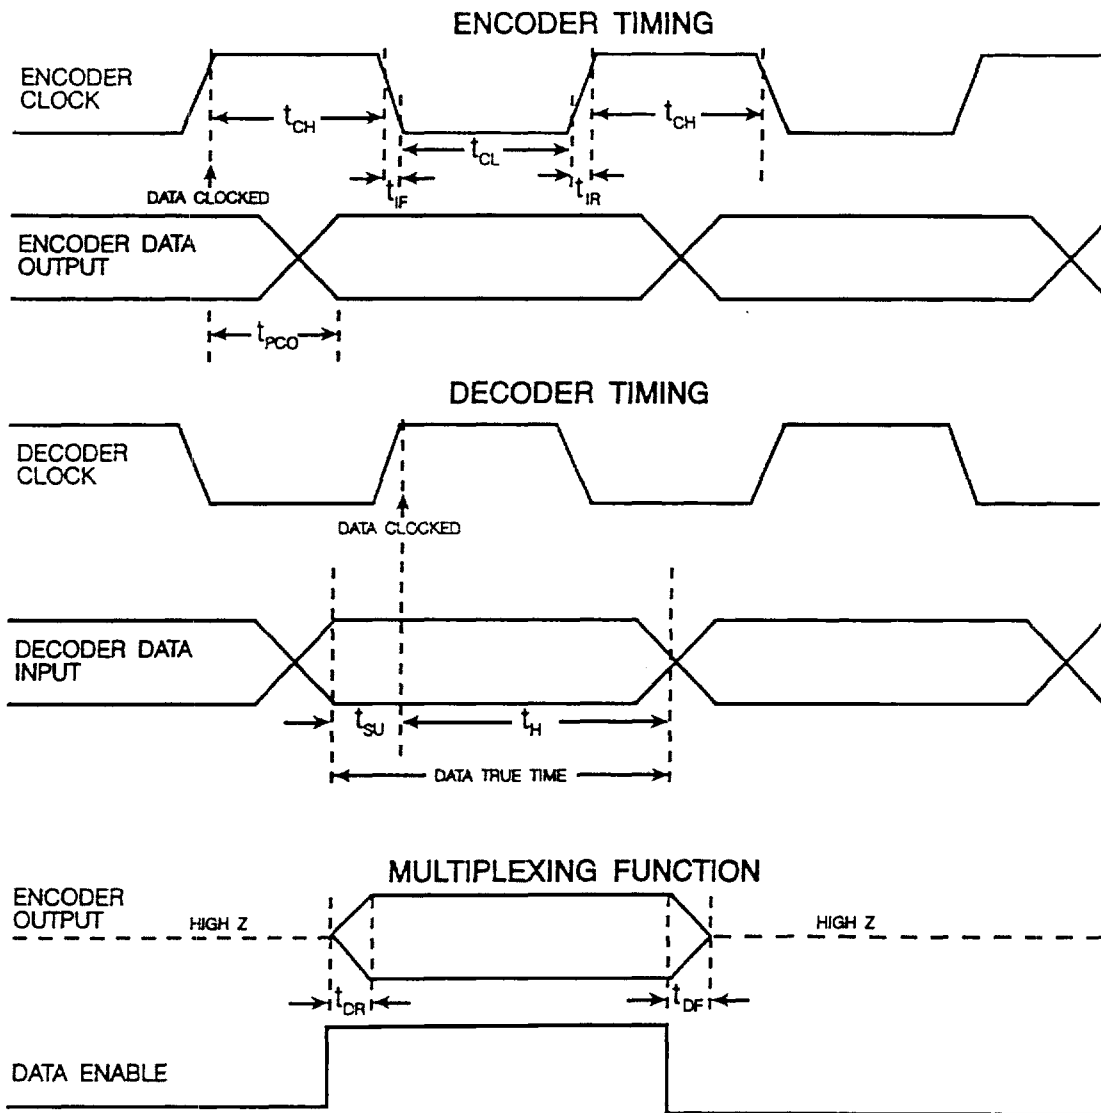 ENCODER TIMING
ENCODER
CLOCK
t_CH
t_CH
t_CL
t_IF
t_IR
DATA CLOCKED
ENCODER DATA
OUTPUT
t_PCO
DECODER TIMING
DECODER
CLOCK
DATA CLOCKED
DECODER DATA
INPUT
t_SU
t_H
DATA TRUE TIME
MULTIPLEXING FUNCTION
ENCODER
OUTPUT
HIGH Z
HIGH Z
t_DR
t_DF
DATA ENABLE